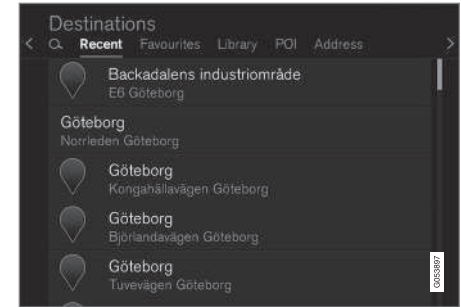 Destinations
Recent Favourites Library POI Address
Backadalens industriområde
E6 Göteborg
Göteborg
Norrleden Göteborg
Göteborg
Kongahällavägen Göteborg
Göteborg
Björlandavägen Göteborg
Göteborg
Tuvevägen Göteborg
G053897